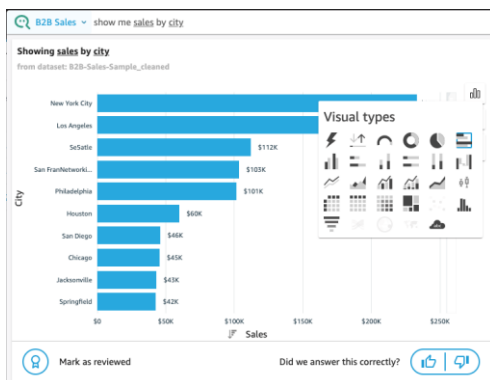 B2B Sales show me sales by city
Showing sales by city
from dataset: B2B-Sales-Sample_cleaned
Visual types
City
New York City
Los Angeles
SeSatle $112K
San FranNetworki... $103K
Philadelphia $101K
Houston $60K
San Diego $46K
Chicago $45K
Jacksonville $43K
Springfield $42K
$0 $50K $100K $150K $200K $250K
Sales
Mark as reviewed Did we answer this correctly?